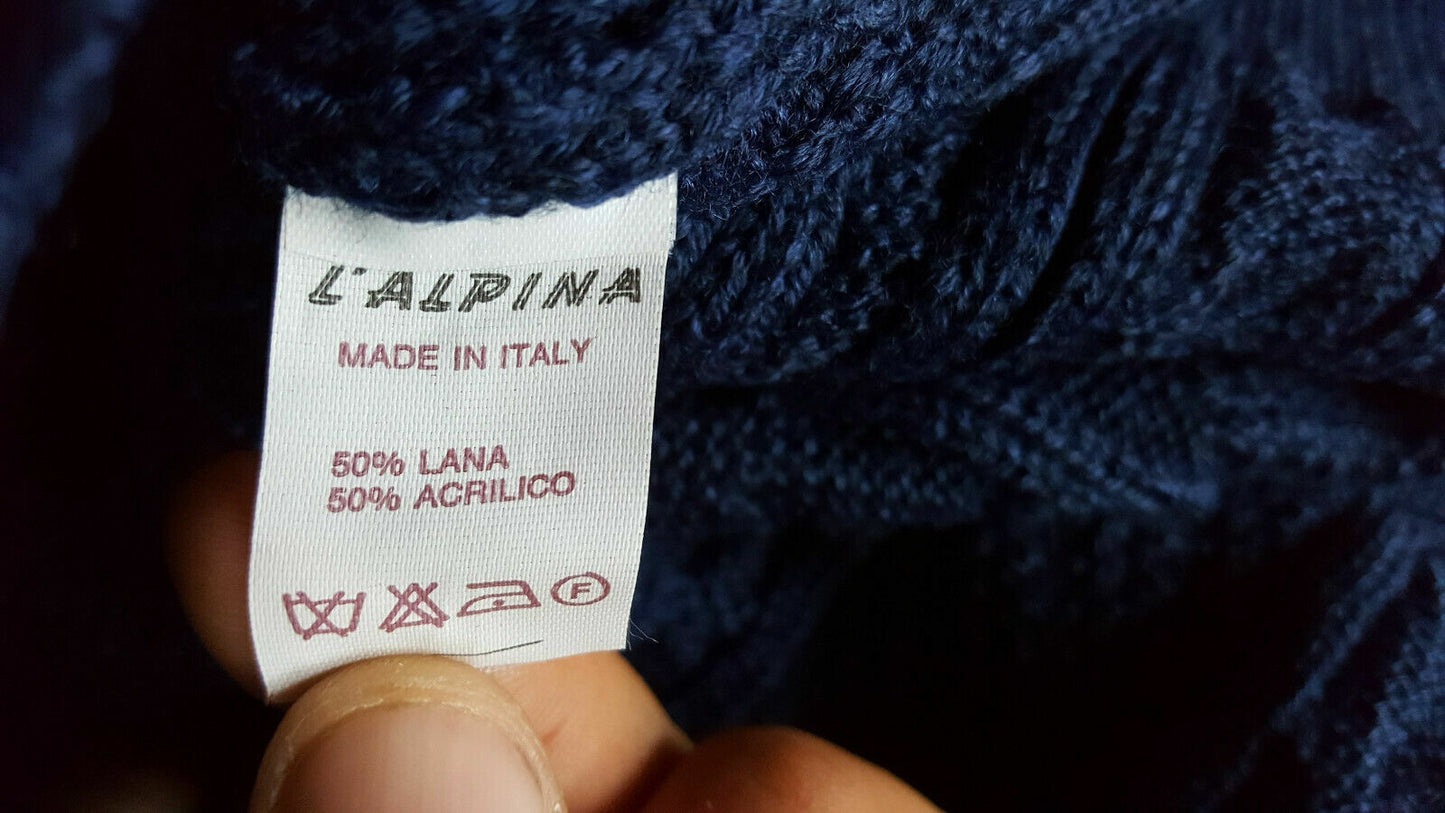 L'ALPINA
MADE IN ITALY
50% LANA
50% ACRILICO
F